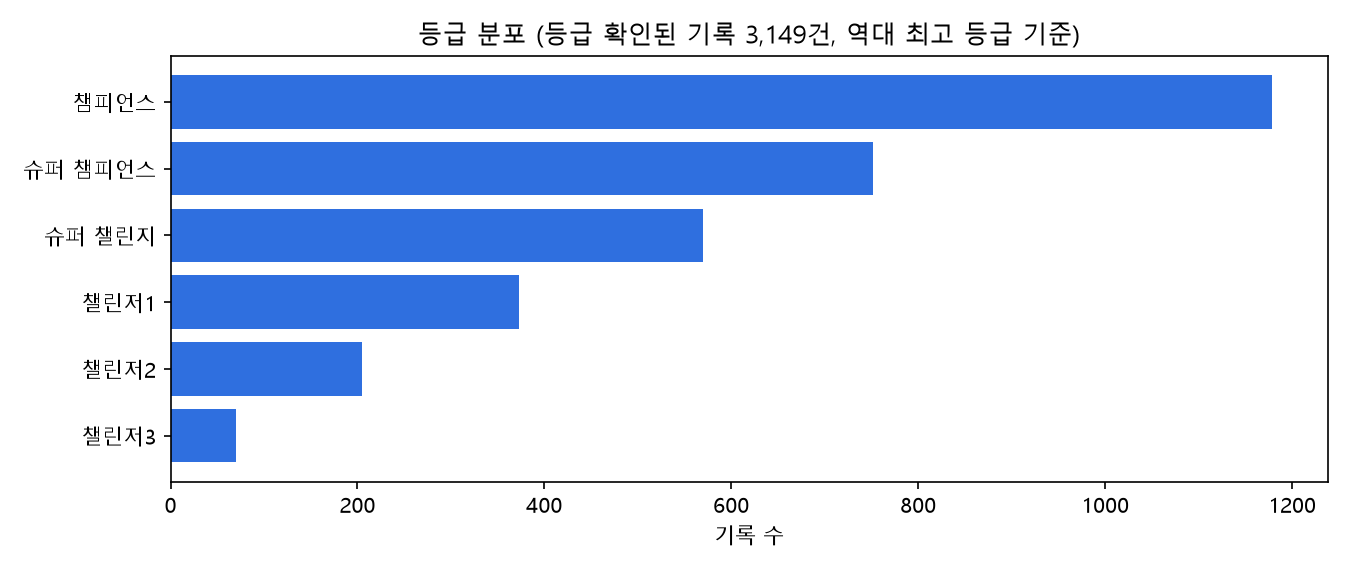 등급 분포 (등급 확인된 기록 3,149건, 역대 최고 등급 기준)
챔피언스
슈퍼 챔피언스
슈퍼 챌린지
챌린저1
챌린저2
챌린저3
0 200 400 600 800 1000 1200
기록 수